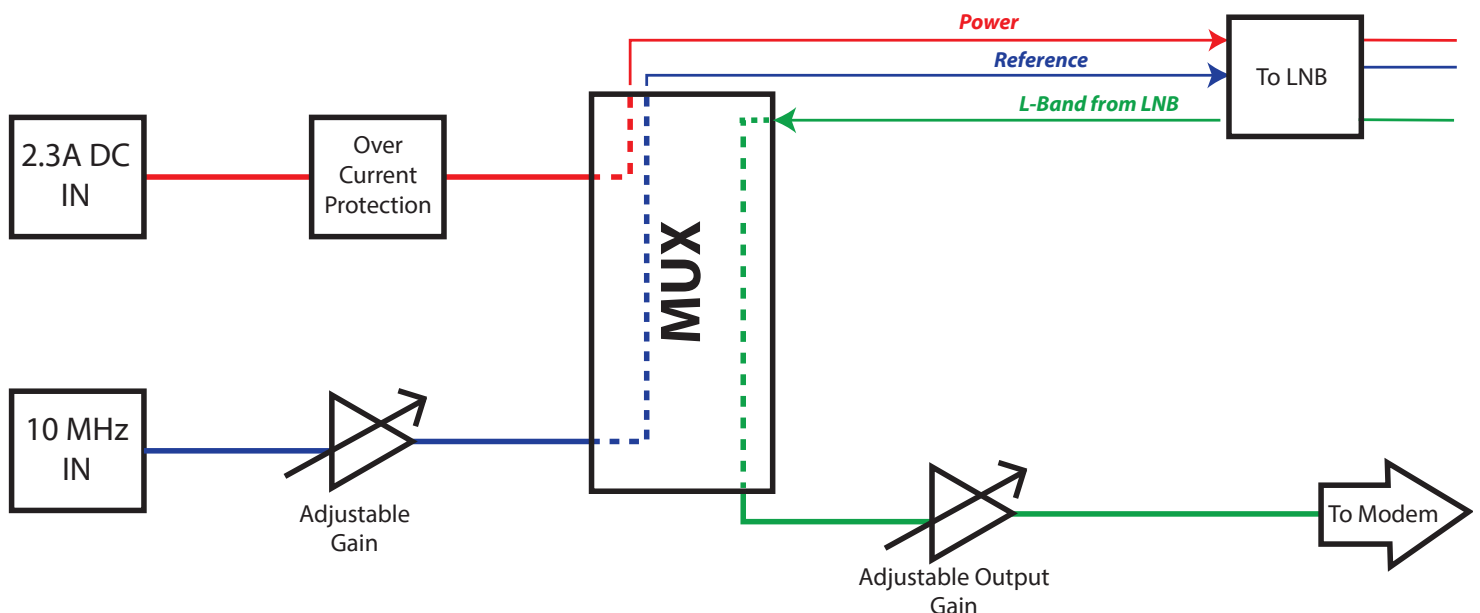 Power
Reference
L-Band from LNB
To LNB
2.3A DC
IN
Over
Current
Protection
MUX
10 MHz
IN
Adjustable
Gain
Adjustable Output
Gain
To Modem